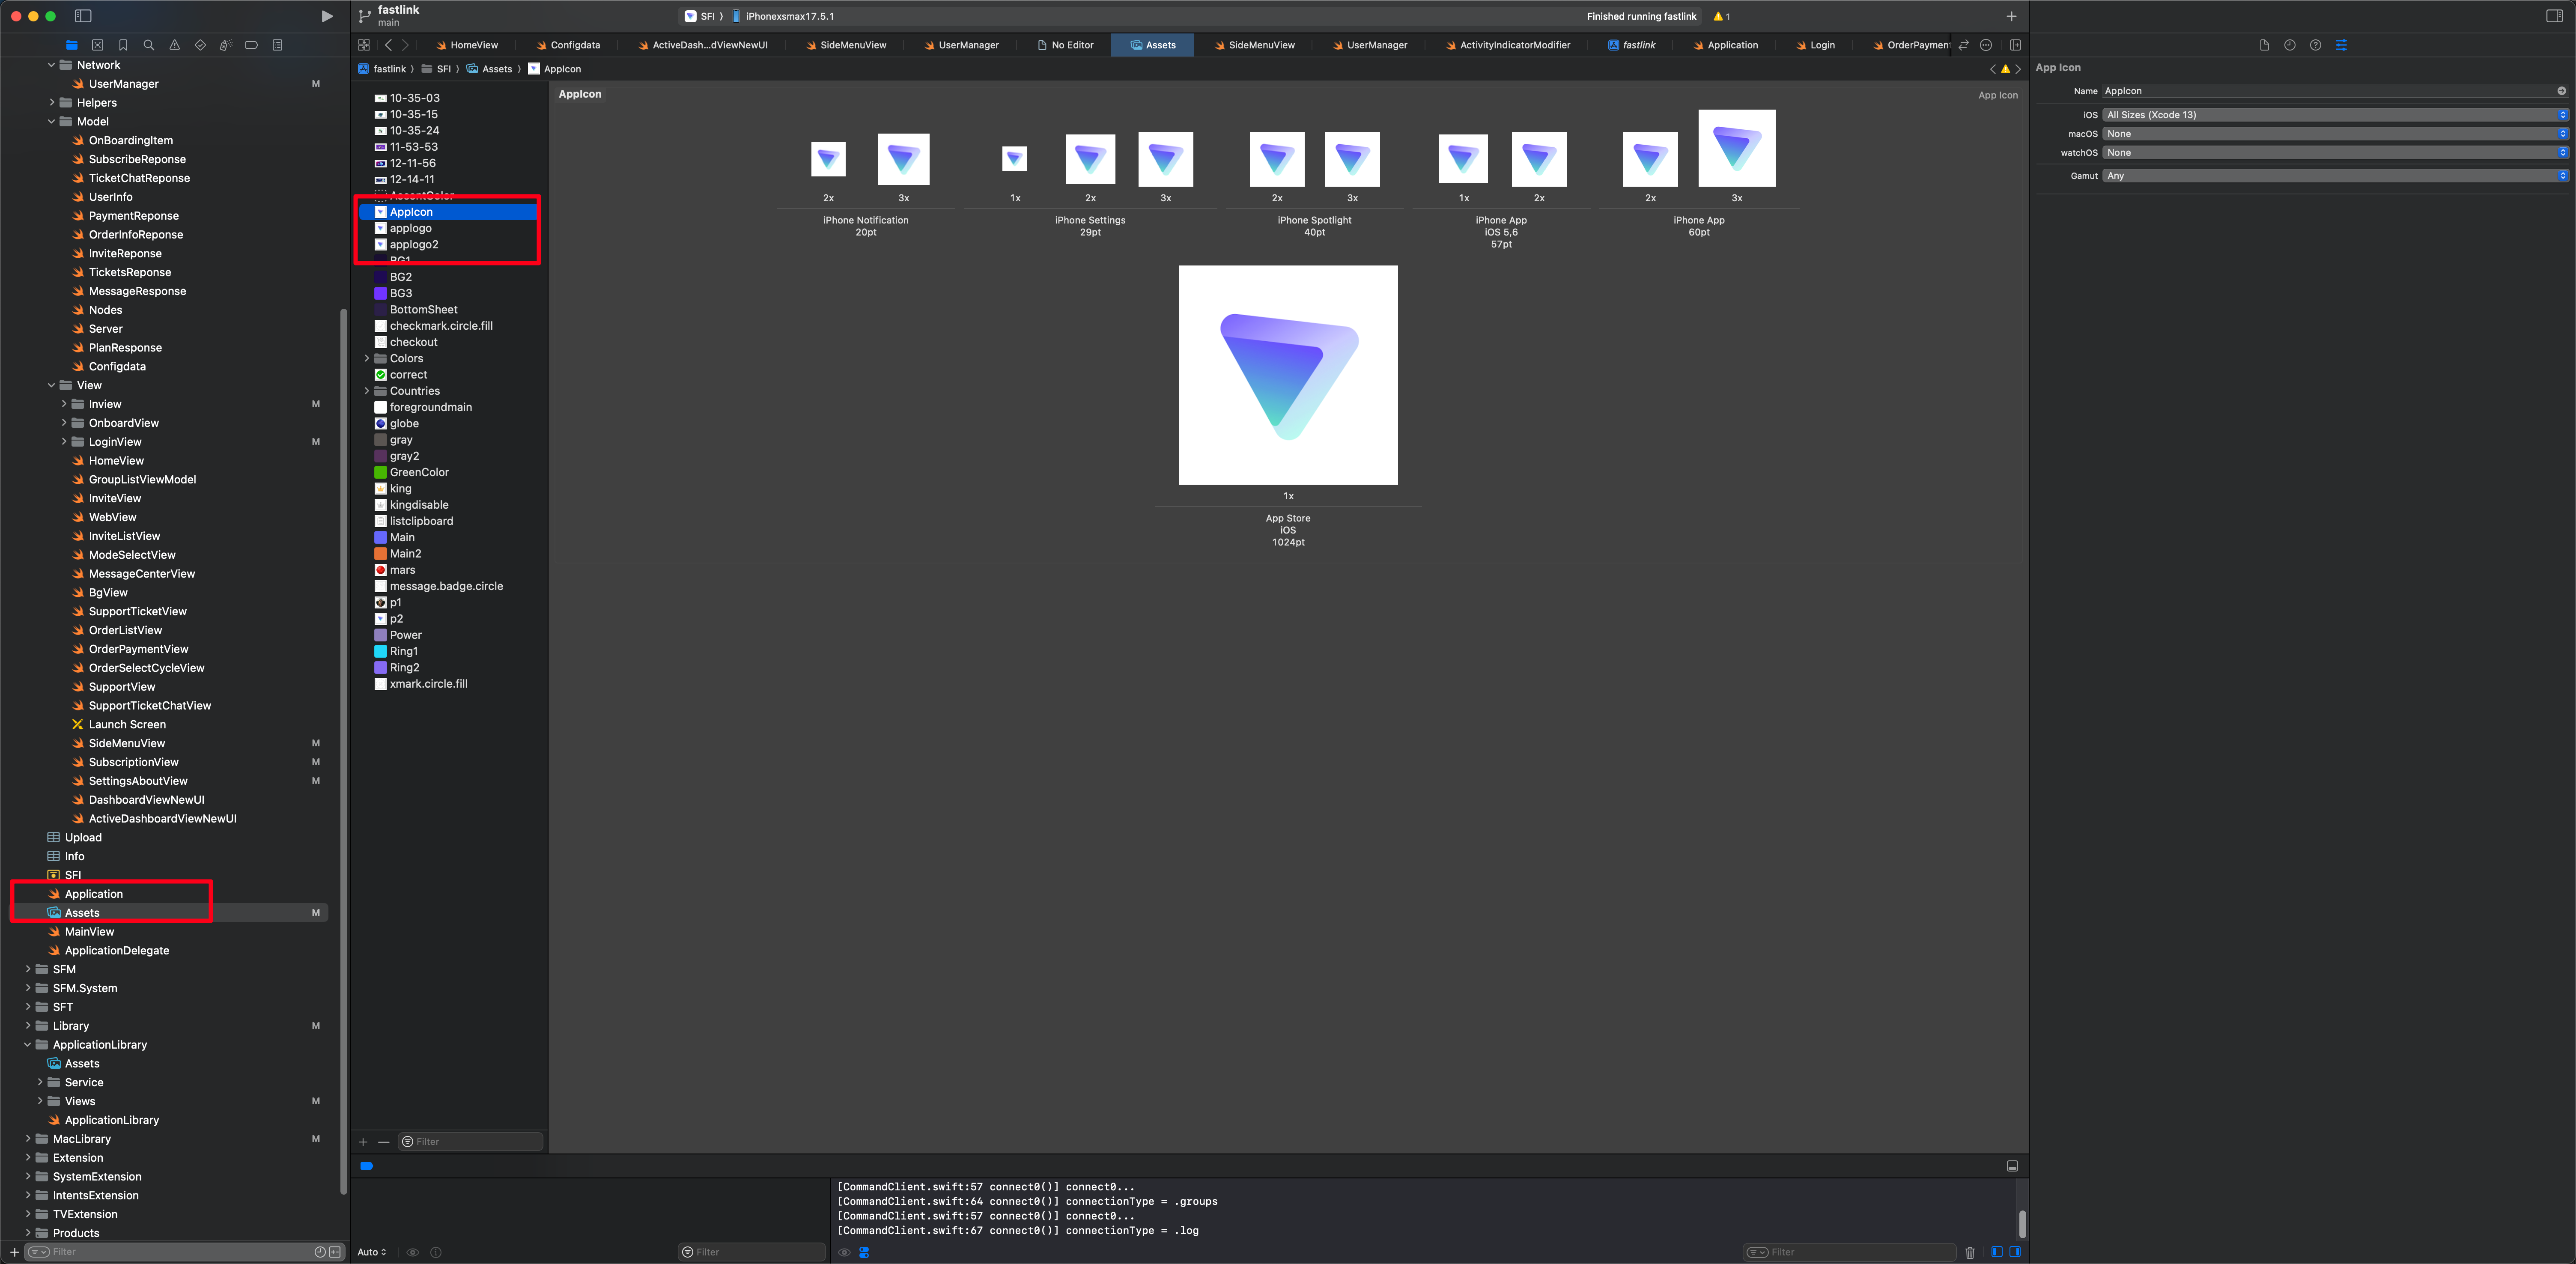 fastlink
main
SFI
iPhonexsmax17.5.1
Finished running fastlink
1
HomeView
Configdata
ActiveDash...dViewNewUI
SideMenuView
UserManager
No Editor
Assets
SideMenuView
UserManager
ActivityIndicatorModifier
fastlink
Application
Login
OrderPaymen
fastlink
SFI
Assets
AppIcon
Network
UserManager M
Helpers
Model
OnBoardingItem
SubscribeReponse
TicketChatReponse
UserInfo
PaymentReponse
OrderInfoReponse
InviteReponse
TicketsReponse
MessageResponse
Nodes
Server
PlanResponse
Configdata
View
Inview M
OnboardView
LoginView M
HomeView
GroupListViewModel
InviteView
WebView
InviteListView
ModeSelectView
MessageCenterView
BgView
SupportTicketView
OrderListView
OrderPaymentView
OrderSelectCycleView
SupportView
SupportTicketChatView
Launch Screen
SideMenuView M
SubscriptionView M
SettingsAboutView M
DashboardViewNewUI
ActiveDashboardViewNewUI
Upload
Info
SFI
Application
Assets M
MainView
ApplicationDelegate
SFM
SFM.System
SFT
Library M
ApplicationLibrary
Assets
Service
Views M
ApplicationLibrary
MacLibrary M
Extension
SystemExtension
IntentsExtension
TVExtension
Products
Filter
10-35-03
10-35-15
10-35-24
11-53-53
12-11-56
12-14-11
AccentColor
AppIcon
applogo
applogo2
BG1
BG2
BG3
BottomSheet
checkmark.circle.fill
checkout
Colors
correct
Countries
foregroundmain
globe
gray
gray2
GreenColor
king
kingdisable
listclipboard
Main
Main2
mars
message.badge.circle
p1
p2
Power
Ring1
Ring2
xmark.circle.fill
Filter
AppIcon
App Icon
2x 3x
iPhone Notification
20pt
1x 2x 3x
iPhone Settings
29pt
2x 3x
iPhone Spotlight
40pt
1x 2x
iPhone App
iOS 5,6
57pt
2x 3x
iPhone App
60pt
1x
App Store
iOS
1024pt
[CommandClient.swift:57 connect0()] connect0...
[CommandClient.swift:64 connect0()] connectionType = .groups
[CommandClient.swift:57 connect0()] connect0...
[CommandClient.swift:67 connect0()] connectionType = .log
Auto
Filter
Filter
App Icon
Name AppIcon
iOS All Sizes (Xcode 13)
macOS None
watchOS None
Gamut Any